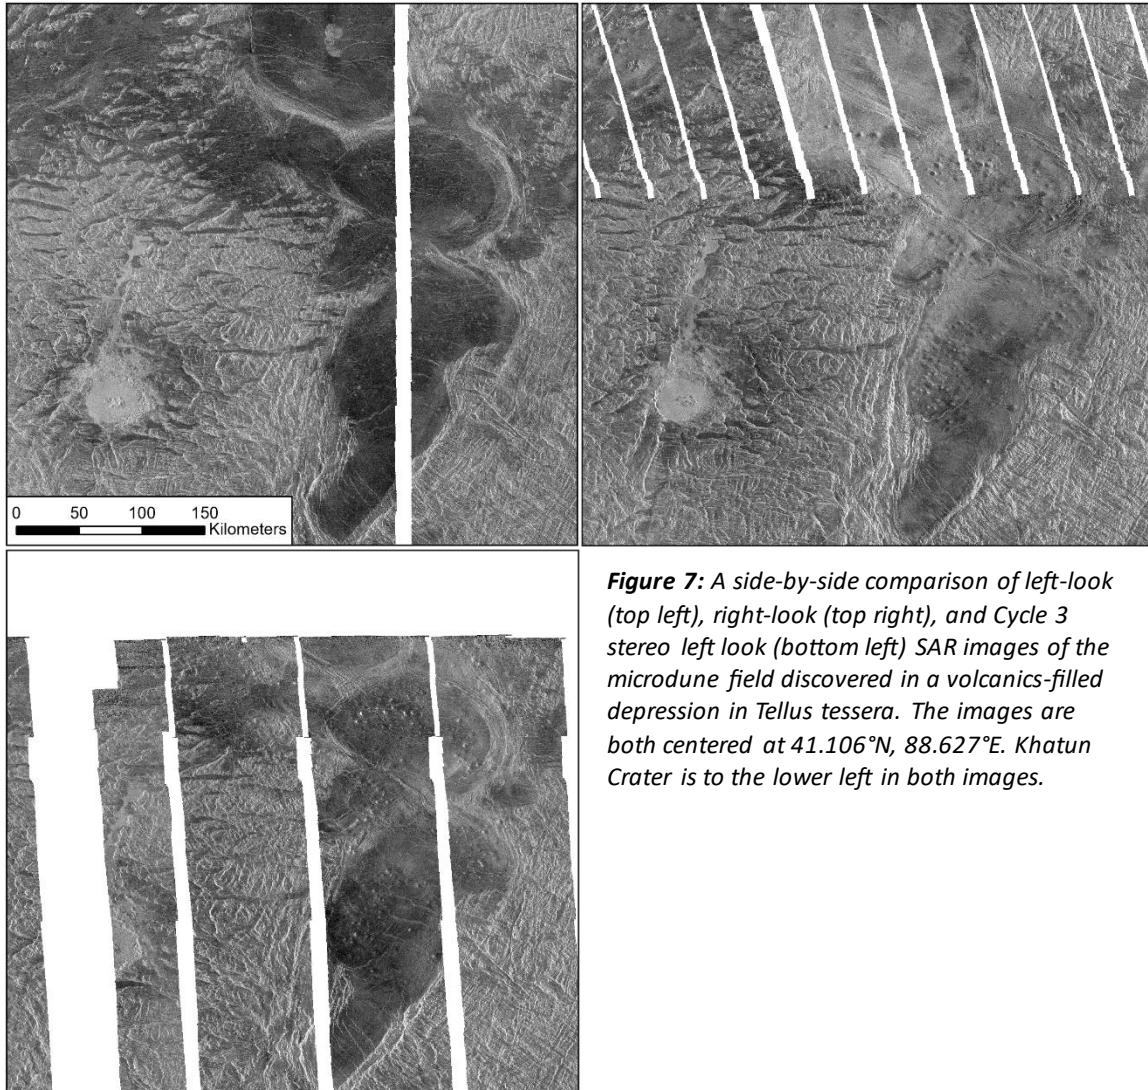 0 50 100 150
Kilometers
Figure 7: A side-by-side comparison of left-look
(top left), right-look (top right), and Cycle 3
stereo left look (bottom left) SAR images of the
microdune field discovered in a volcanics-filled
depression in Tellus tessera. The images are
both centered at 41.106°N, 88.627°E. Khatun
Crater is to the lower left in both images.